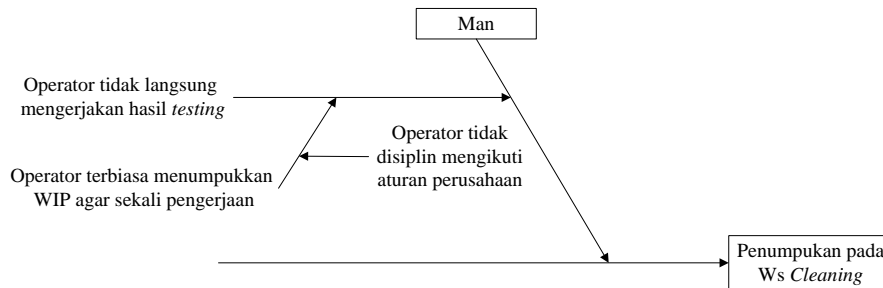 Man
Operator tidak langsung
mengerjakan hasil testing
Operator tidak
disiplin mengikuti
aturan perusahaan
Operator terbiasa menumpukkan
WIP agar sekali pengerjaan
Penumpukan pada
Ws Cleaning